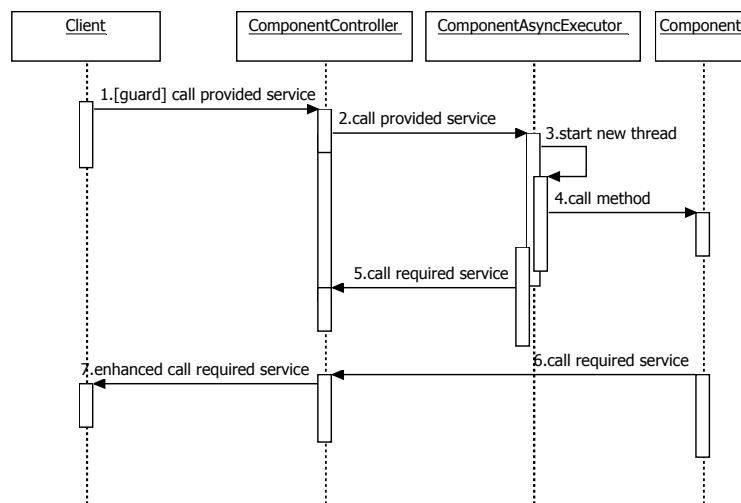 Client
ComponentController
ComponentAsyncExecutor
Component
1.[guard] call provided service
2.call provided service
3.start new thread
4.call method
5.call required service
6.call required service
7.enhanced call required service